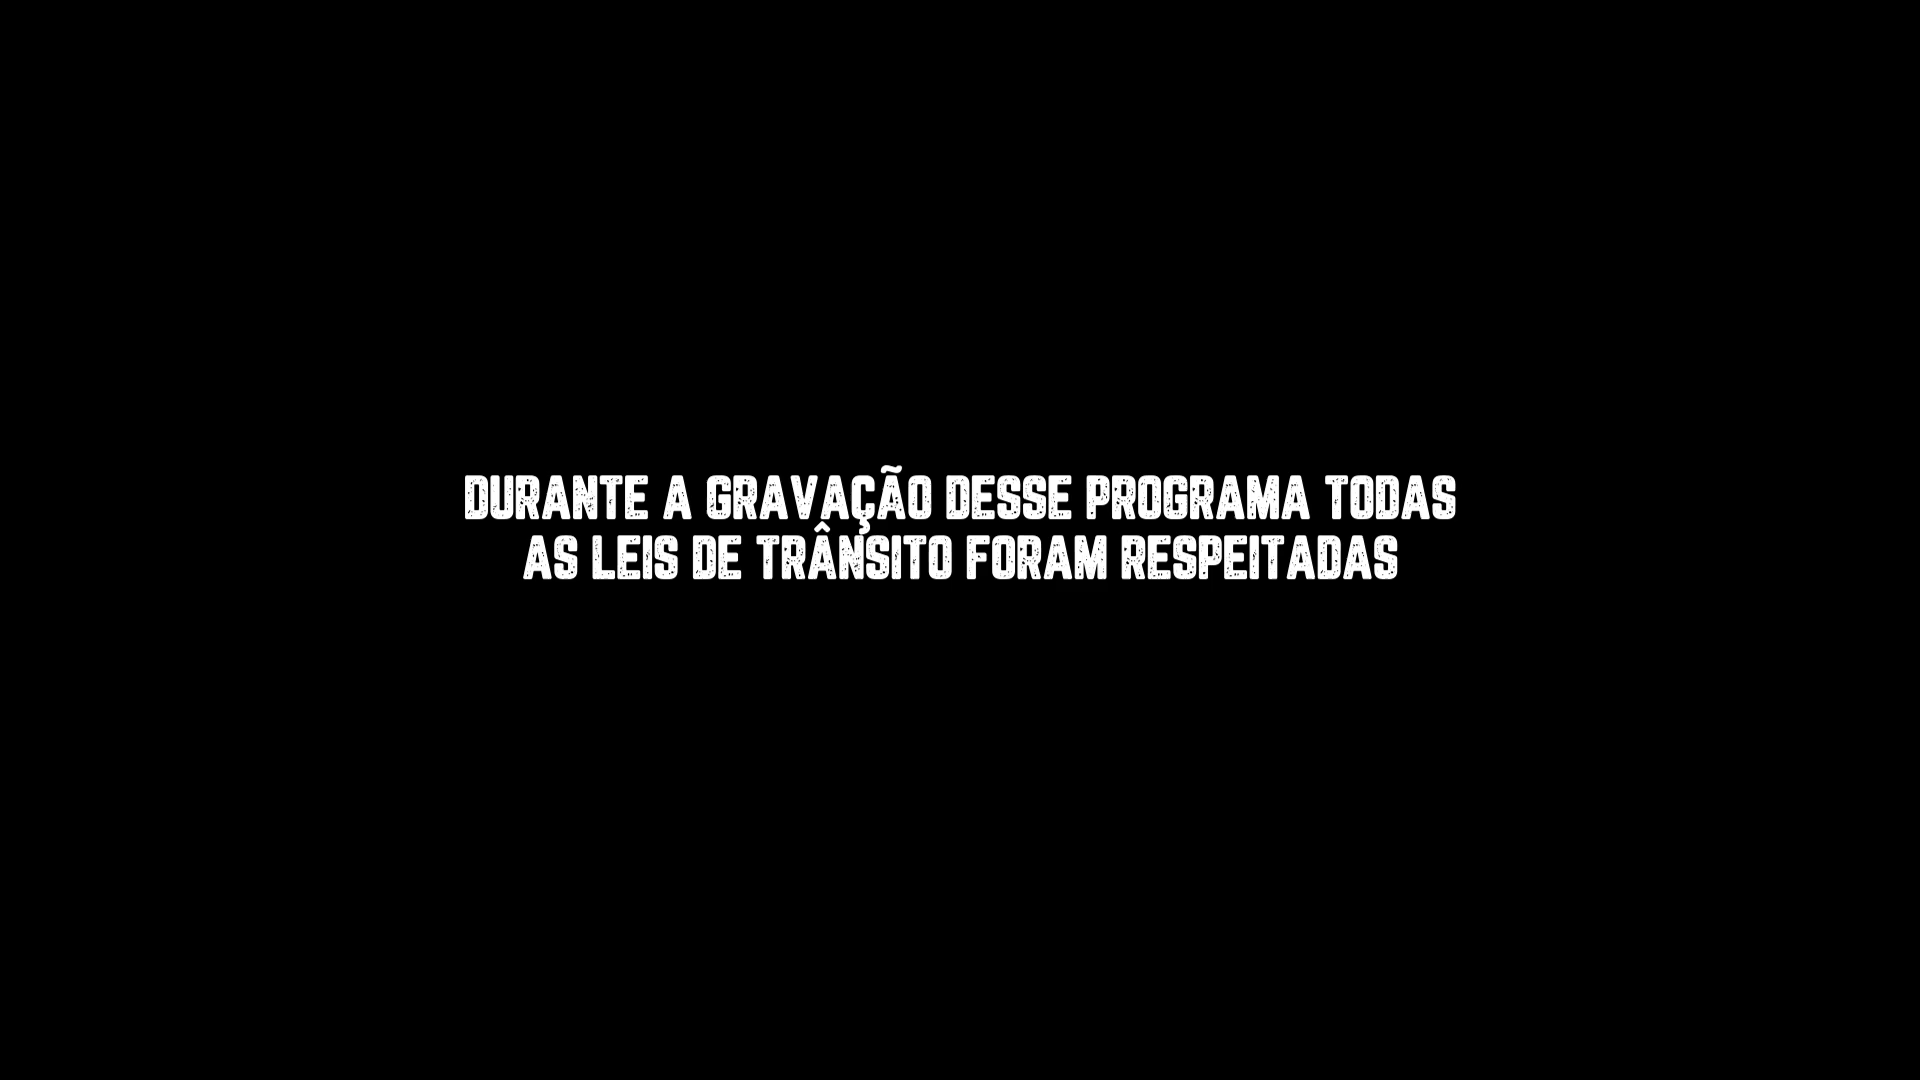 DURANTE A GRAVAÇÃO DESSE PROGRAMA TODAS
AS LEIS DE TRÂNSITO FORAM RESPEITADAS